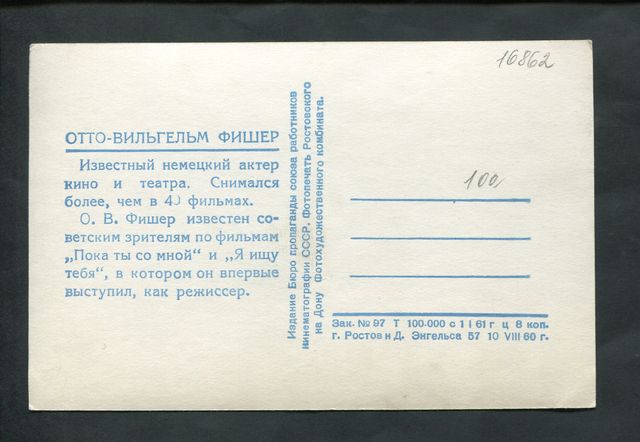 16862
ОТТО-ВИЛЬГЕЛЬМ ФИШЕР
Известный немецкий актер
кино и театра. Снимался
более, чем в 40 фильмах.
О. В. Фишер известен со-
ветским зрителям по фильмам
„Пока ты со мной" и „Я ищу
тебя", в котором он впервые
выступил, как режиссер.
Издание Бюро пропаганды союза работников
кинематографии СССР. Фотопечать Ростовского
на Дону Фотохудожественного комбината.
100
Зак. № 97 Т 100.000 с 1 I 61 г ц 8 коп.
г. Ростов н Д. Энгельса 57 10 VIII 60 г.